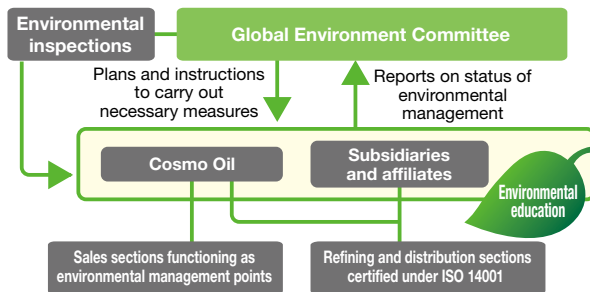 Environmental
inspections
Global Environment Committee
Plans and instructions
to carry out
necessary measures
Reports on status of
environmental
management
Cosmo Oil
Subsidiaries
and affiliates
Environmental
education
Sales sections functioning as
environmental management points
Refining and distribution sections
certified under ISO 14001